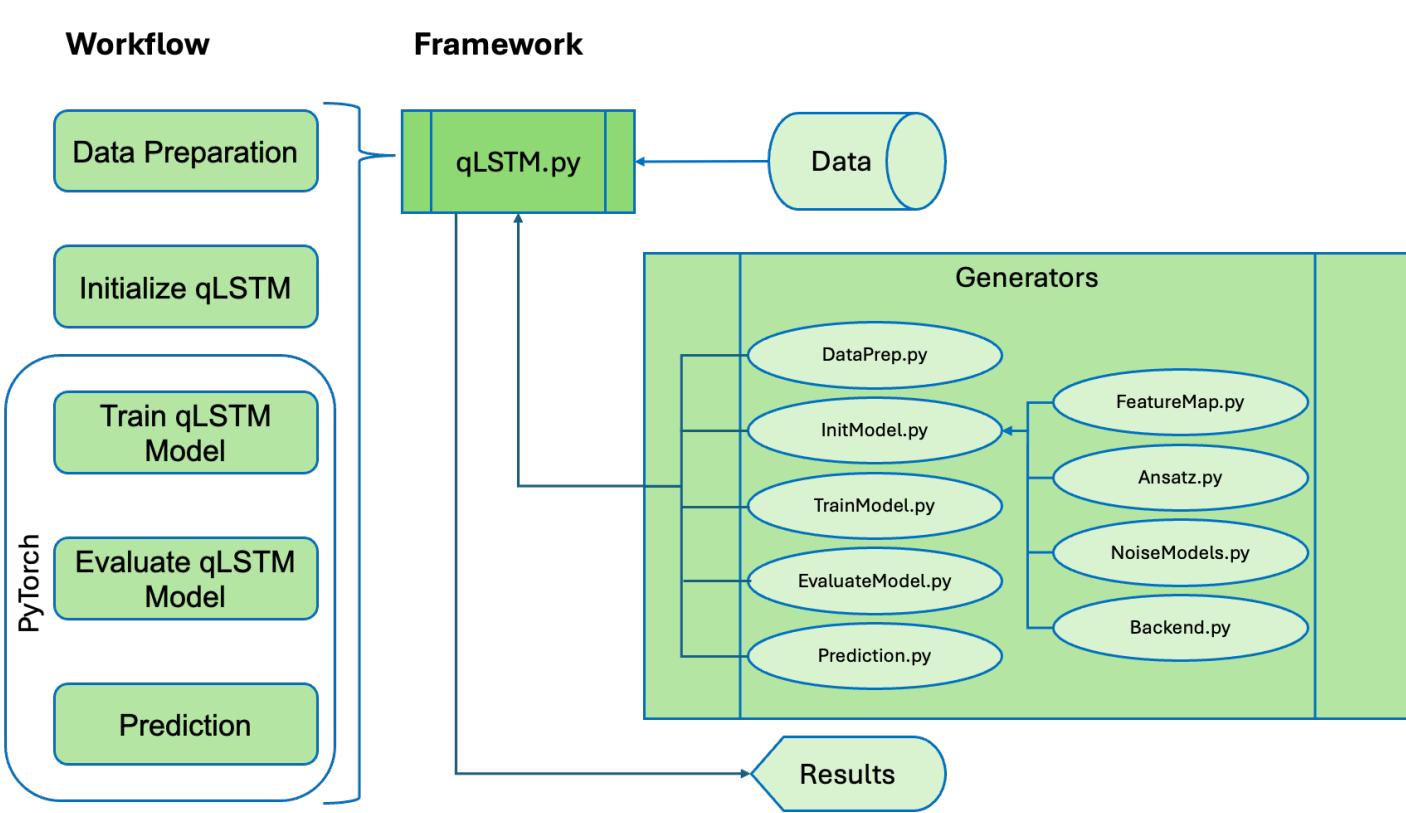 Workflow
Framework
Data Preparation
Initialize qLSTM
Train qLSTM
Model
Evaluate qLSTM
Model
Prediction
PyTorch
qLSTM.py
Data
Generators
DataPrep.py
InitModel.py
TrainModel.py
EvaluateModel.py
Prediction.py
FeatureMap.py
Ansatz.py
NoiseModels.py
Backend.py
Results